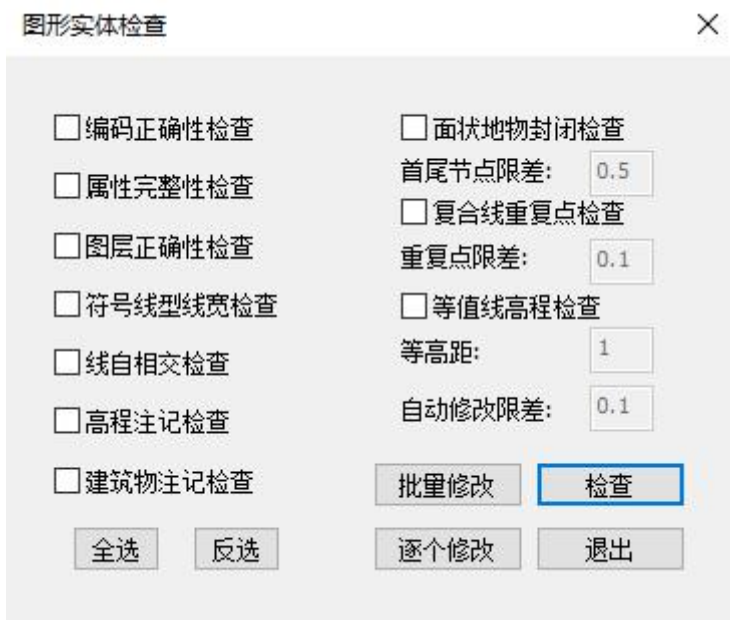 图形实体检查
编码正确性检查
属性完整性检查
图层正确性检查
符号线型线宽检查
线自相交检查
高程注记检查
建筑物注记检查
全选 反选
面状地物封闭检查
首尾节点限差: 0.5
复合线重复点检查
重复点限差: 0.1
等值线高程检查
等高距: 1
自动修改限差: 0.1
批量修改 检查
逐个修改 退出